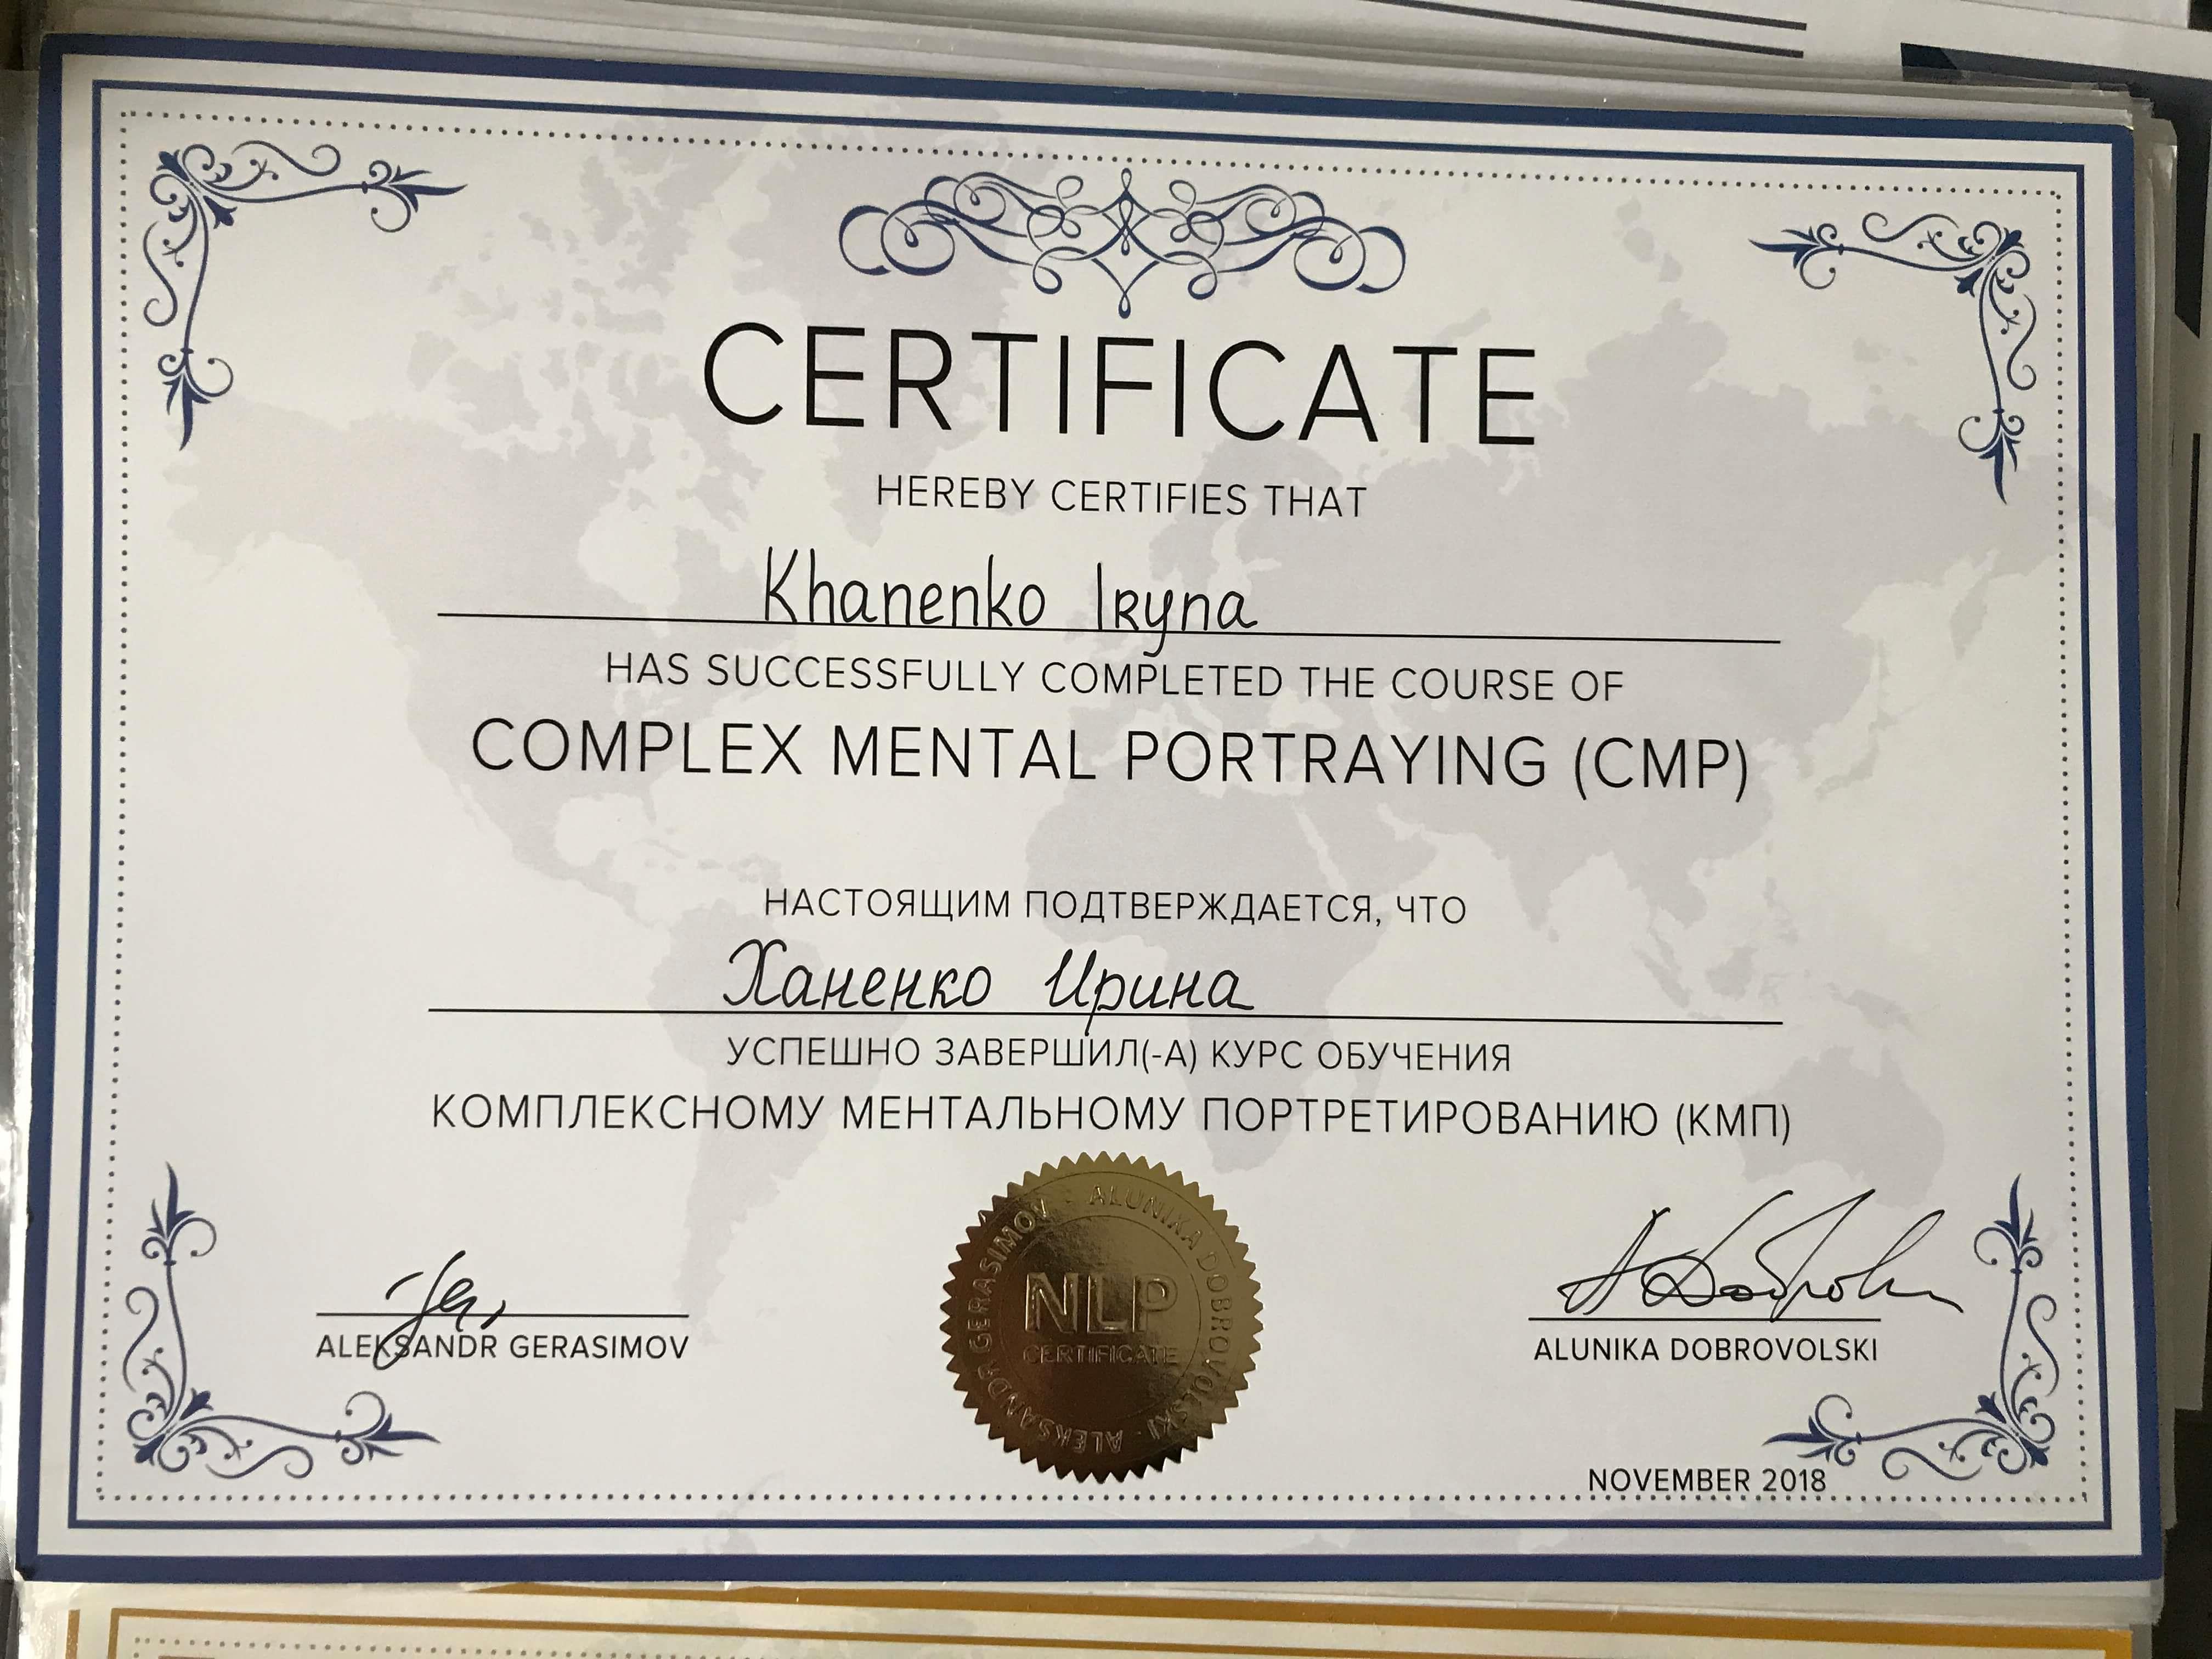 CERTIFICATE
HEREBY CERTIFIES THAT
Khanenko Iryna
HAS SUCCESSFULLY COMPLETED THE COURSE OF
COMPLEX MENTAL PORTRAYING (CMP)
НАСТОЯЩИМ ПОДТВЕРЖДАЕТСЯ, ЧТО
Ханенко Ирина
УСПЕШНО ЗАВЕРШИЛ(-А) КУРС ОБУЧЕНИЯ
КОМПЛЕКСНОМУ МЕНТАЛЬНОМУ ПОРТРЕТИРОВАНИЮ (КМП)
ALEKSANDR GERASIMOV · ALUNIKA DOBROVOLSKI ·
NLP
CERTIFICATE
ALEKSANDR GERASIMOV
ALUNIKA DOBROVOLSKI
NOVEMBER 2018